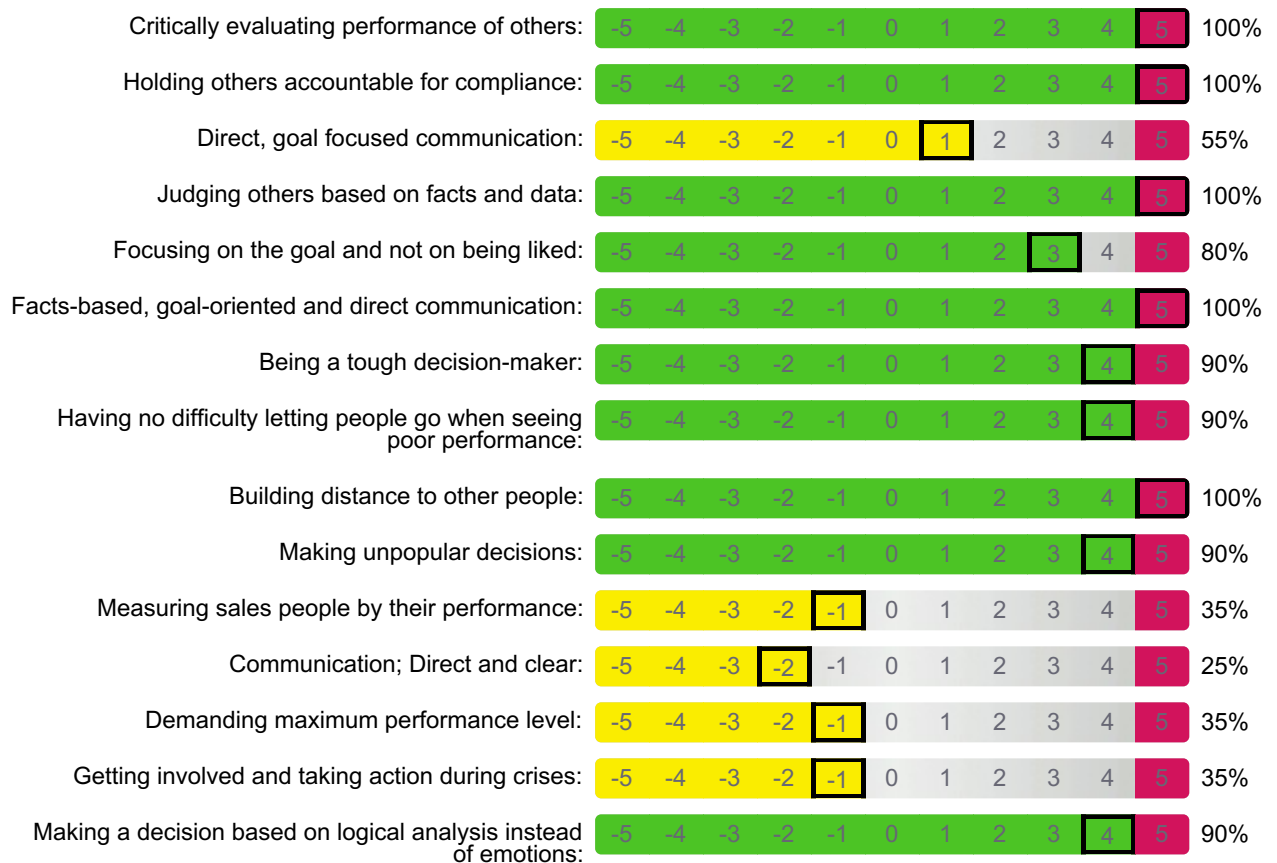 Critically evaluating performance of others: -5 -4 -3 -2 -1 0 1 2 3 4 5 100%
Holding others accountable for compliance: -5 -4 -3 -2 -1 0 1 2 3 4 5 100%
Direct, goal focused communication: -5 -4 -3 -2 -1 0 1 2 3 4 5 55%
Judging others based on facts and data: -5 -4 -3 -2 -1 0 1 2 3 4 5 100%
Focusing on the goal and not on being liked: -5 -4 -3 -2 -1 0 1 2 3 4 5 80%
Facts-based, goal-oriented and direct communication: -5 -4 -3 -2 -1 0 1 2 3 4 5 100%
Being a tough decision-maker: -5 -4 -3 -2 -1 0 1 2 3 4 5 90%
Having no difficulty letting people go when seeing
poor performance: -5 -4 -3 -2 -1 0 1 2 3 4 5 90%
Building distance to other people: -5 -4 -3 -2 -1 0 1 2 3 4 5 100%
Making unpopular decisions: -5 -4 -3 -2 -1 0 1 2 3 4 5 90%
Measuring sales people by their performance: -5 -4 -3 -2 -1 0 1 2 3 4 5 35%
Communication; Direct and clear: -5 -4 -3 -2 -1 0 1 2 3 4 5 25%
Demanding maximum performance level: -5 -4 -3 -2 -1 0 1 2 3 4 5 35%
Getting involved and taking action during crises: -5 -4 -3 -2 -1 0 1 2 3 4 5 35%
Making a decision based on logical analysis instead
of emotions: -5 -4 -3 -2 -1 0 1 2 3 4 5 90%